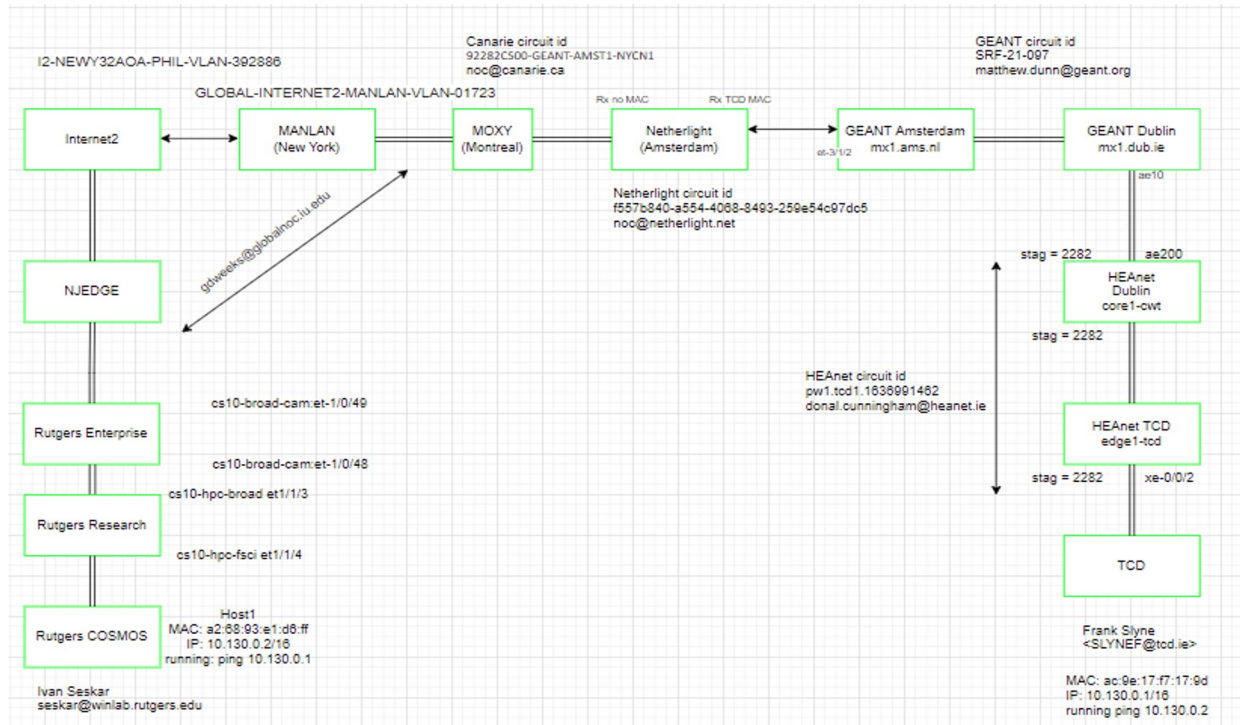 I2-NEWY32AOA-PHIL-VLAN-392886
Canarie circuit id
92282CS00-GEANT-AMST1-NYCN1
noc@canarie.ca
GEANT circuit id
SRF-21-097
matthew.dunn@geant.org
GLOBAL-INTERNET2-MANLAN-VLAN-01723
Rx no MAC
Rx TCD MAC
Internet2
MANLAN
(New York)
MOXY
(Montreal)
Netherlight
(Amsterdam)
et-3/1/2
GEANT Amsterdam
mx1.ams.nl
GEANT Dublin
mx1.dub.ie
ae10
Netherlight circuit id
f557b840-a554-4068-8493-259e54c97dc5
noc@netherlight.net
gdweeks@globalnoc.iu.edu
stag = 2282
ae200
NJEDGE
HEAnet
Dublin
core1-cwt
stag = 2282
HEAnet circuit id
pw1.tcd1.1636991462
donal.cunningham@heanet.ie
cs10-broad-cam:et-1/0/49
Rutgers Enterprise
cs10-broad-cam:et-1/0/48
HEAnet TCD
edge1-tcd
stag = 2282
xe-0/0/2
cs10-hpc-broad et1/1/3
Rutgers Research
cs10-hpc-fsci et1/1/4
TCD
Rutgers COSMOS
Host1
MAC: a2:68:93:e1:d6:ff
IP: 10.130.0.2/16
running: ping 10.130.0.1
Frank Slyne
<SLYNEF@tcd.ie>
MAC: ac:9e:17:f7:17:9d
IP: 10.130.0.1/16
running ping 10.130.0.2
Ivan Seskar
seskar@winlab.rutgers.edu